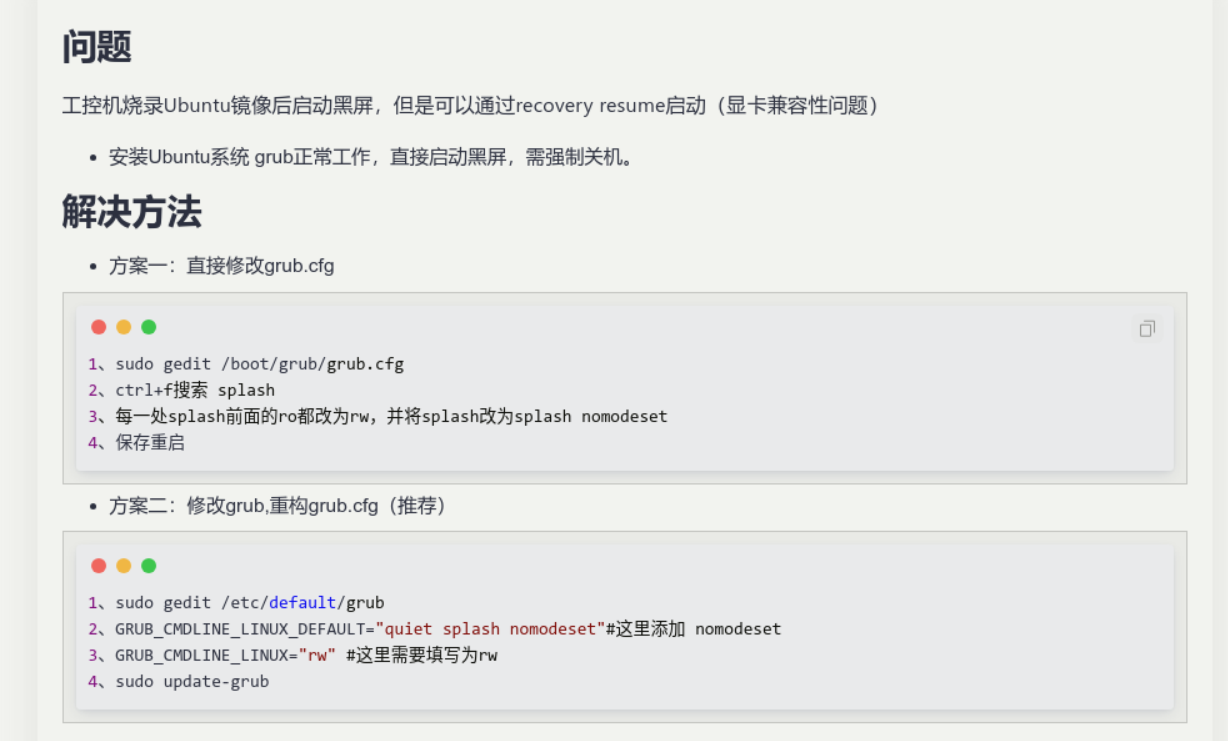 问题
工控机烧录Ubuntu镜像后启动黑屏，但是可以通过recovery resume启动（显卡兼容性问题）
• 安装Ubuntu系统 grub正常工作，直接启动黑屏，需强制关机。
解决方法
• 方案一：直接修改grub.cfg
1、sudo gedit /boot/grub/grub.cfg
2、ctrl+f搜索 splash
3、每一处splash前面的ro都改为rw，并将splash改为splash nomodeset
4、保存重启
• 方案二：修改grub,重构grub.cfg（推荐）
1、sudo gedit /etc/default/grub
2、GRUB_CMDLINE_LINUX_DEFAULT="quiet splash nomodeset"#这里添加 nomodeset
3、GRUB_CMDLINE_LINUX="rw" #这里需要填写为rw
4、sudo update-grub